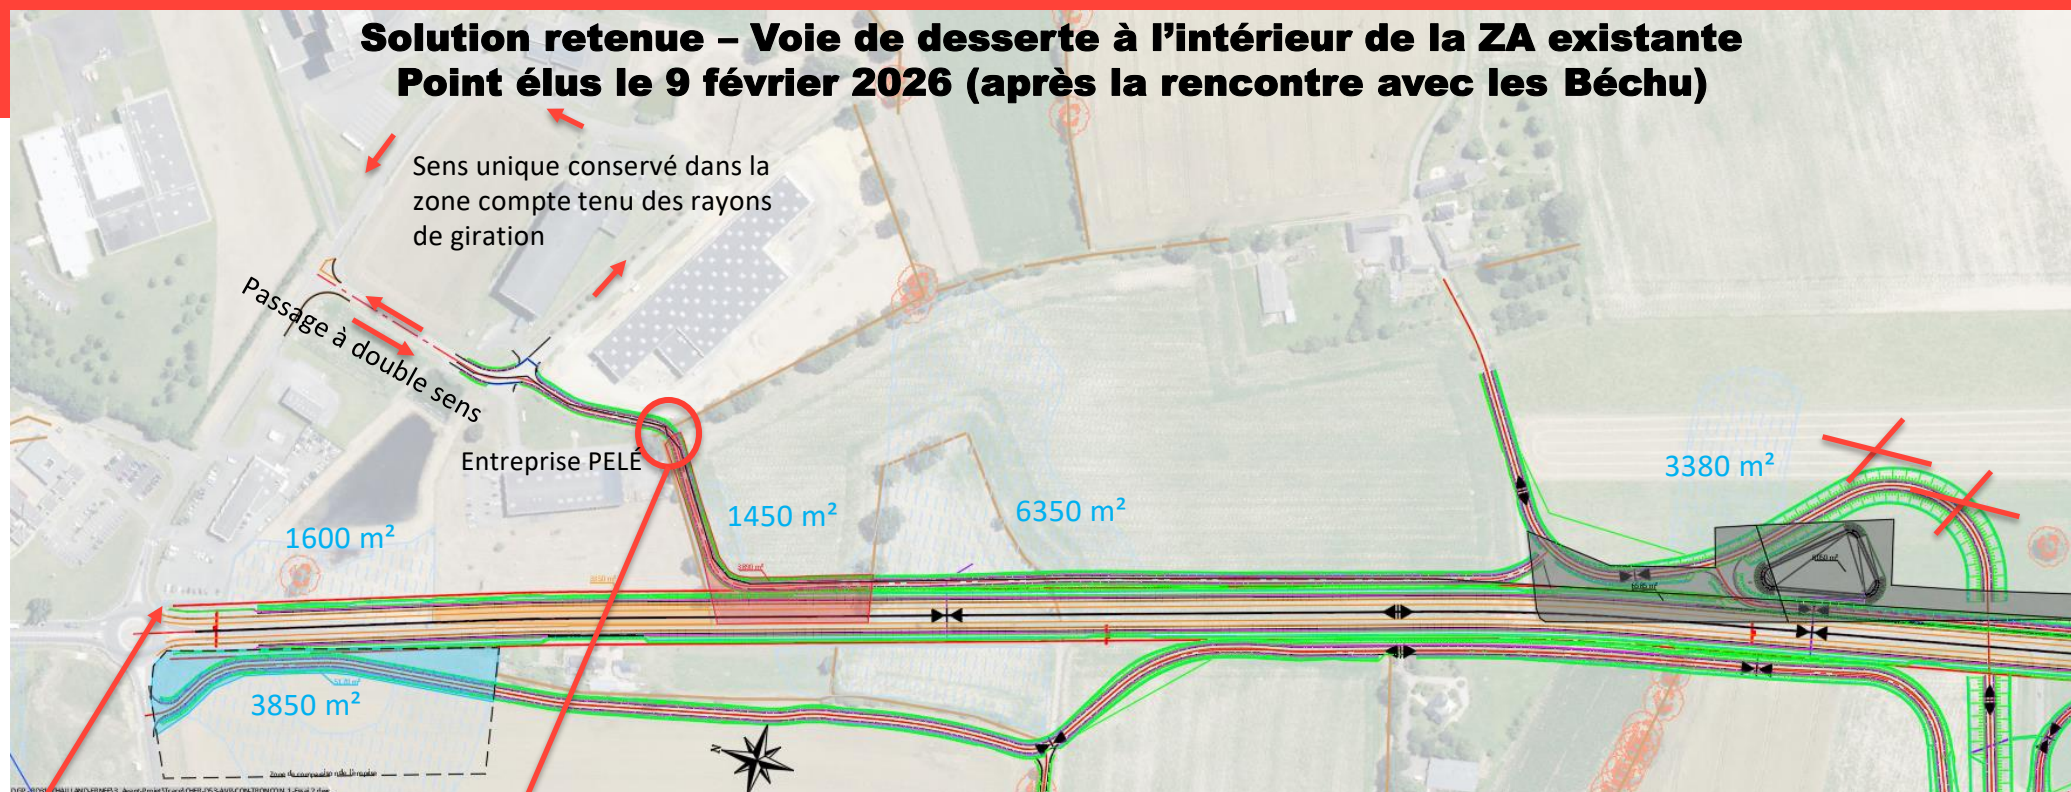 Solution retenue – Voie de desserte à l’intérieur de la ZA existante
Point élus le 9 février 2026 (après la rencontre avec les Béchu)
Sens unique conservé dans la
zone compte tenu des rayons
de giration
Passage à double sens
Entreprise PELÉ
1600 m²
1450 m²
6350 m²
3380 m²
3850 m²
N